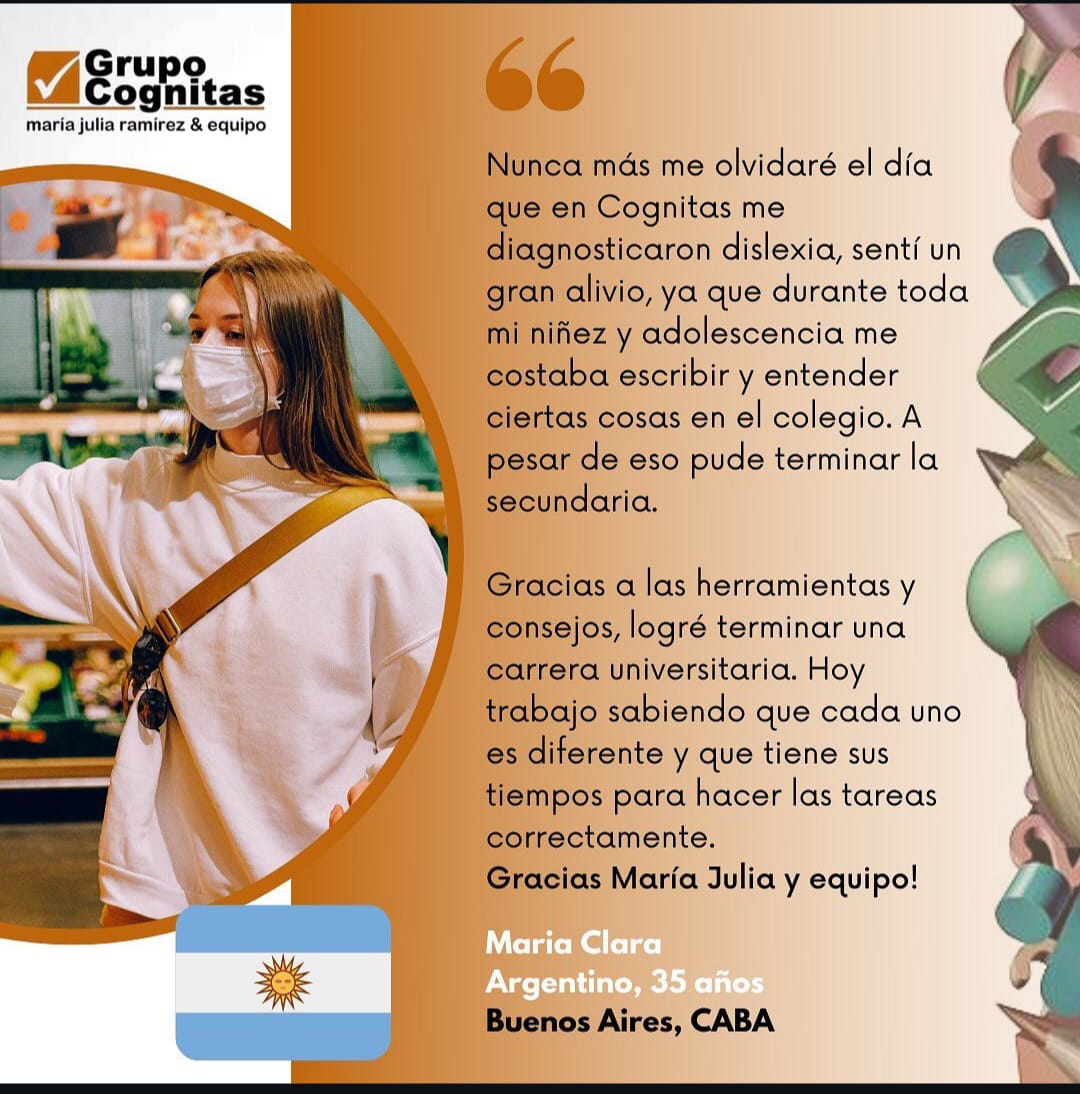 Grupo
Cognitas
maría julia ramírez & equipo
Nunca más me olvidaré el día
que en Cognitas me
diagnosticaron dislexia, sentí un
gran alivio, ya que durante toda
mi niñez y adolescencia me
costaba escribir y entender
ciertas cosas en el colegio. A
pesar de eso pude terminar la
secundaria.
Gracias a las herramientas y
consejos, logré terminar una
carrera universitaria. Hoy
trabajo sabiendo que cada uno
es diferente y que tiene sus
tiempos para hacer las tareas
correctamente.
Gracias María Julia y equipo!
Maria Clara
Argentino, 35 años
Buenos Aires, CABA